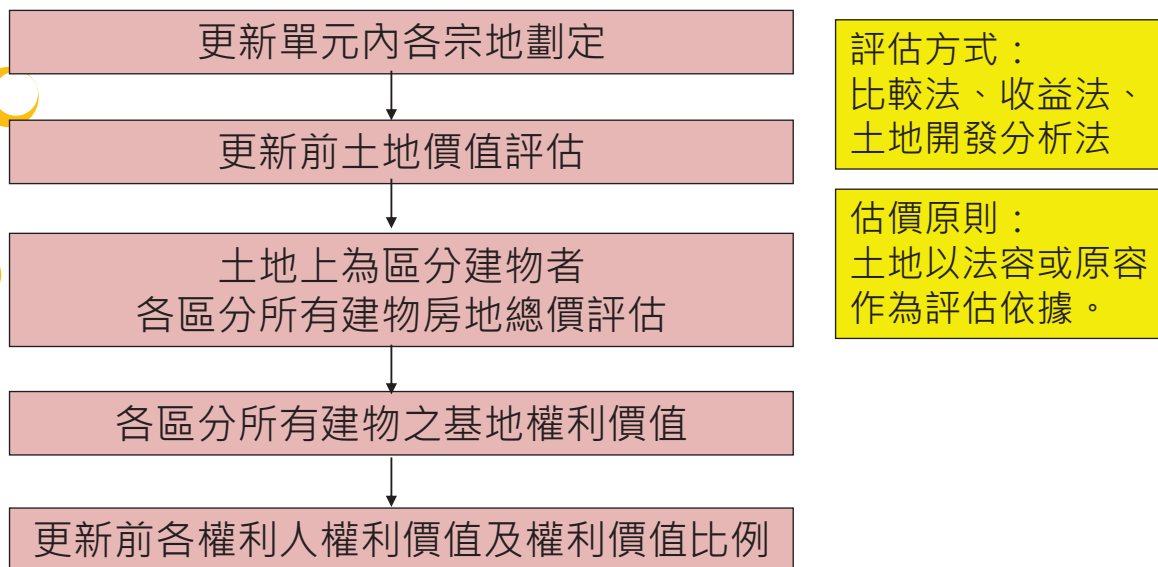 更新單元內各宗地劃定
更新前土地價值評估
土地上為區分建物者
各區分所有建物房地總價評估
各區分所有建物之基地權利價值
更新前各權利人權利價值及權利價值比例
評估方式：
比較法、收益法、
土地開發分析法
估價原則：
土地以法容或原容
作為評估依據。